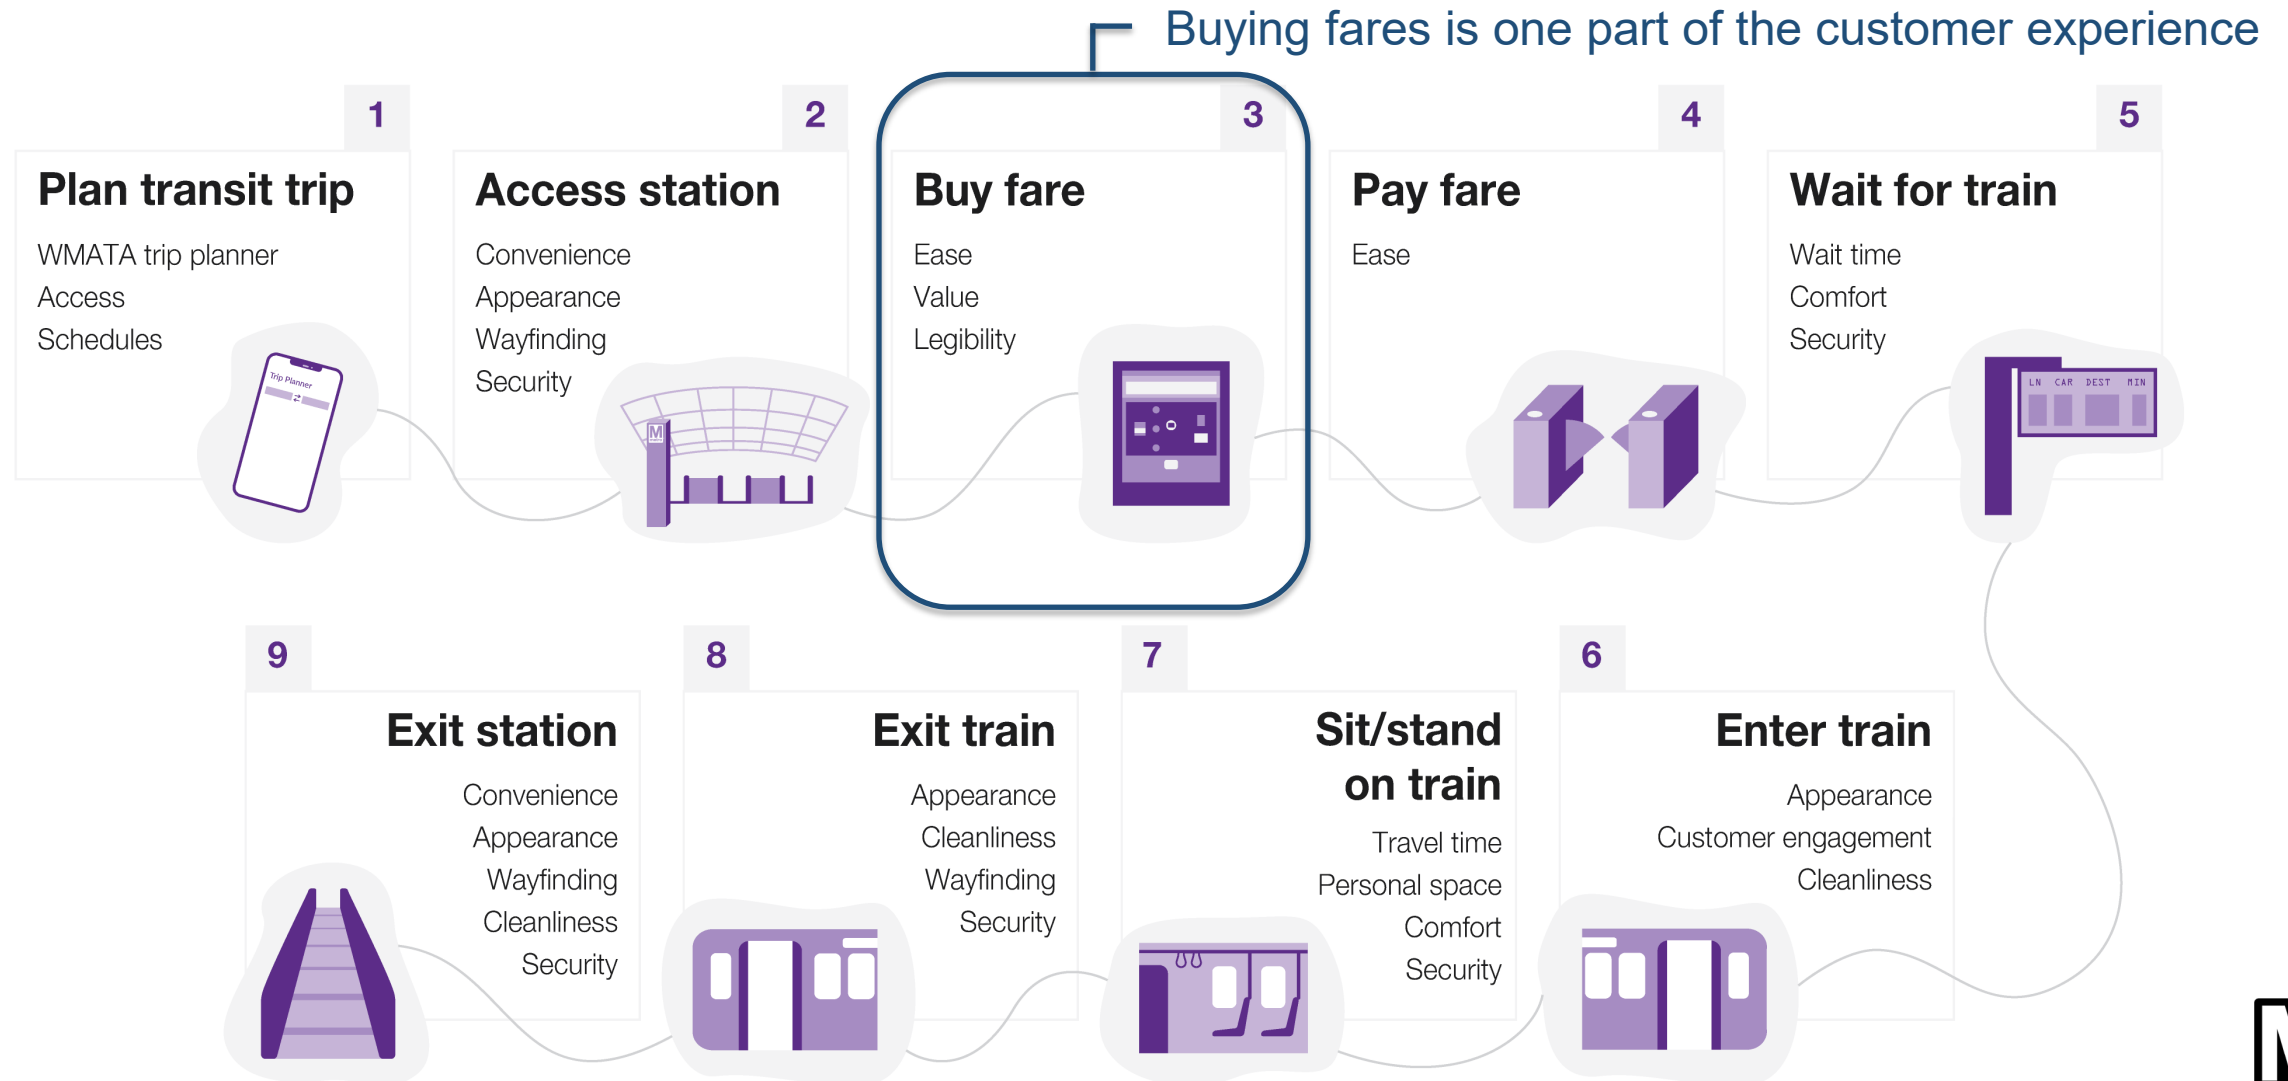 Buying fares is one part of the customer experience
1
Plan transit trip
WMATA trip planner
Access
Schedules
Trip Planner
2
Access station
Convenience
Appearance
Wayfinding
Security
M
3
Buy fare
Ease
Value
Legibility
4
Pay fare
Ease
5
Wait for train
Wait time
Comfort
Security
LN CAR DEST MIN
6
Enter train
Appearance
Customer engagement
Cleanliness
7
Sit/stand
on train
Travel time
Personal space
Comfort
Security
8
Exit train
Appearance
Cleanliness
Wayfinding
Security
9
Exit station
Convenience
Appearance
Wayfinding
Cleanliness
Security